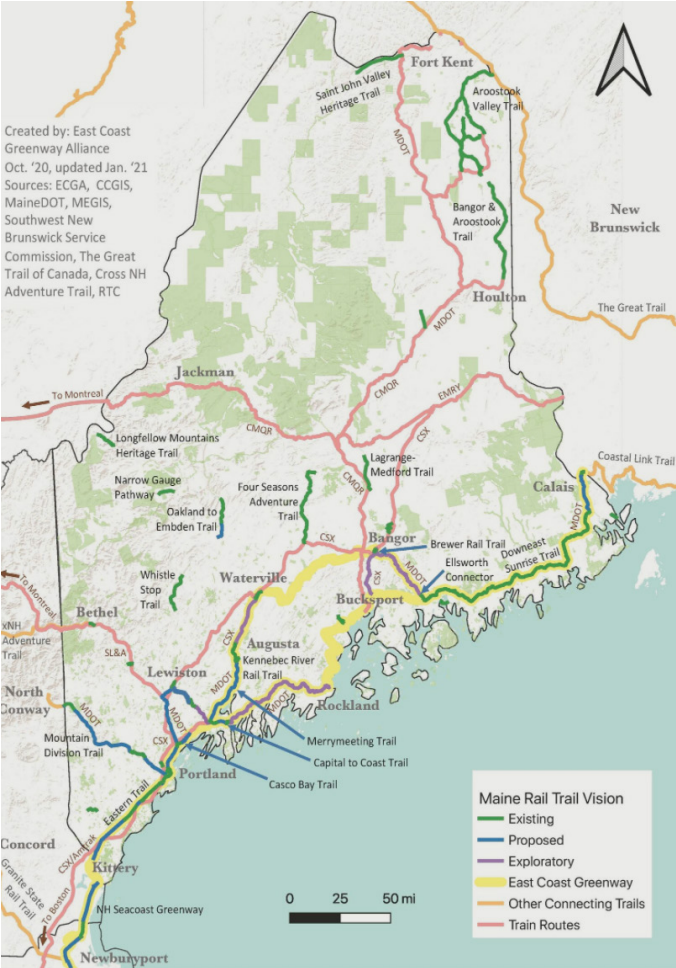 Fort Kent
Saint John Valley
Heritage Trail
Aroostook
Valley Trail
MDOT
Created by: East Coast
Greenway Alliance
Oct. ‘20, updated Jan. ‘21
Sources: ECGA, CCGIS,
MaineDOT, MEGIS,
Southwest New
Brunswick Service
Commission, The Great
Trail of Canada, Cross NH
Adventure Trail, RTC
Bangor &
Aroostook
Trail
New
Brunswick
Houlton
The Great Trail
MDOT
Jackman
To Montreal
CMQR
EMRY
CMQR
CSX
Longfellow Mountains
Heritage Trail
Lagrange-
Medford Trail
Coastal Link Trail
Narrow Gauge
Pathway
Four Seasons
Adventure
Trail
CMQR
Calais
Oakland to
Embden Trail
MDOT
CSX
Bangor
Brewer Rail Trail
Downeast
Sunrise Trail
Ellsworth
Connector
To Montreal
Whistle
Stop
Trail
Waterville
CSX
MDOT
Bucksport
Bethel
xNH
Adventure
Trail
SL&A
CSX
Augusta
Kennebec River
Rail Trail
Lewiston
MDOT
MDOT
Rockland
North
Conway
MDOT
MDOT
Mountain
Division Trail
CSX
Merrymeeting Trail
Capital to Coast Trail
Portland
Casco Bay Trail
Eastern Trail
Maine Rail Trail Vision
Existing
Proposed
Exploratory
East Coast Greenway
Other Connecting Trails
Train Routes
Concord
CSX/Amtrak
Kittery
Granite State
Rail Trail
To Boston
0 25 50 mi
NH Seacoast Greenway
Newburyport